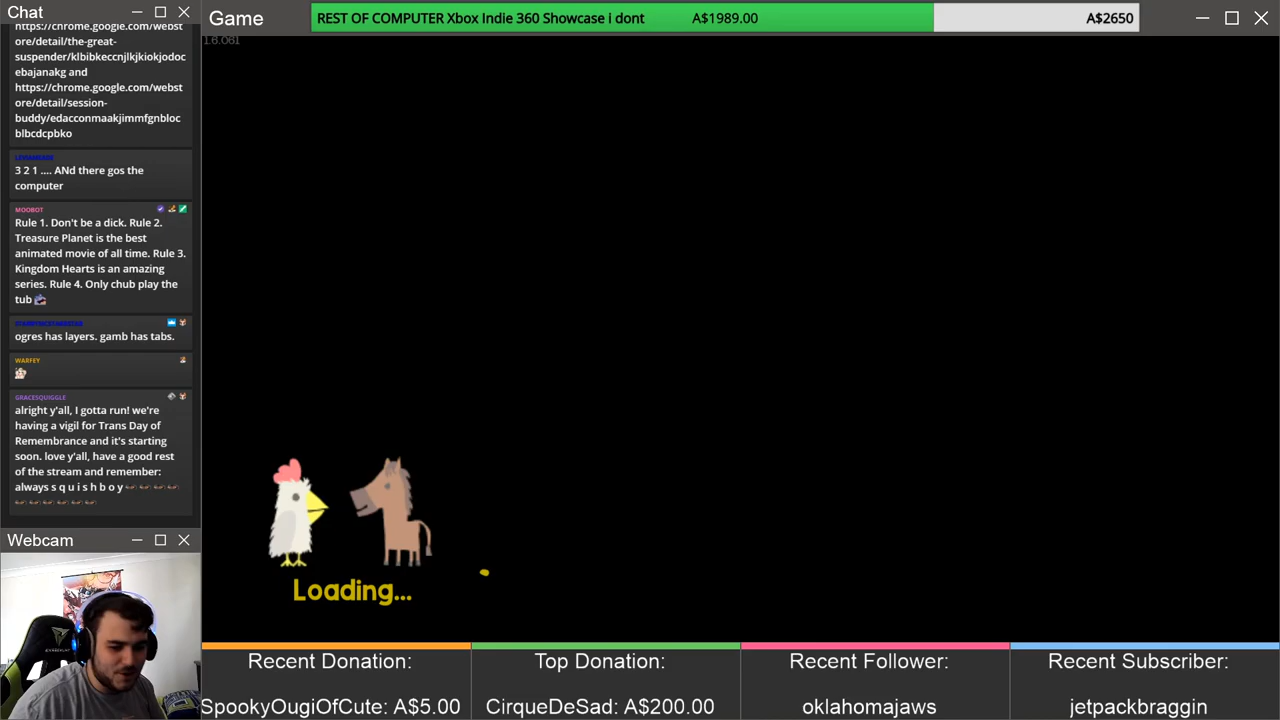 Chat
https://chrome.google.com/webst
ore/detail/the-great-
suspender/klbibkeccnjlkjkiokjodoc
ebajanakg and
https://chrome.google.com/webst
ore/detail/session-
buddy/edacconmaakjimmfgnbloc
blbcdcpbko
3 2 1 .... ANd there gos the
computer
MOOBOT
Rule 1. Don't be a dick. Rule 2.
Treasure Planet is the best
animated movie of all time. Rule 3.
Kingdom Hearts is an amazing
series. Rule 4. Only chub play the
tub
ogres has layers. gamb has tabs.
WARFEY
GRACESQUIGGLE
alright y'all, I gotta run! we're
having a vigil for Trans Day of
Remembrance and it's starting
soon. love y'all, have a good rest
of the stream and remember:
always s q u i s h b o y
Webcam
Game
REST OF COMPUTER Xbox Indie 360 Showcase i dont A$1989.00 A$2650
1.6.061
Loading...
Recent Donation:
SpookyOugiOfCute: A$5.00
Top Donation:
CirqueDeSad: A$200.00
Recent Follower:
oklahomajaws
Recent Subscriber:
jetpackbraggin